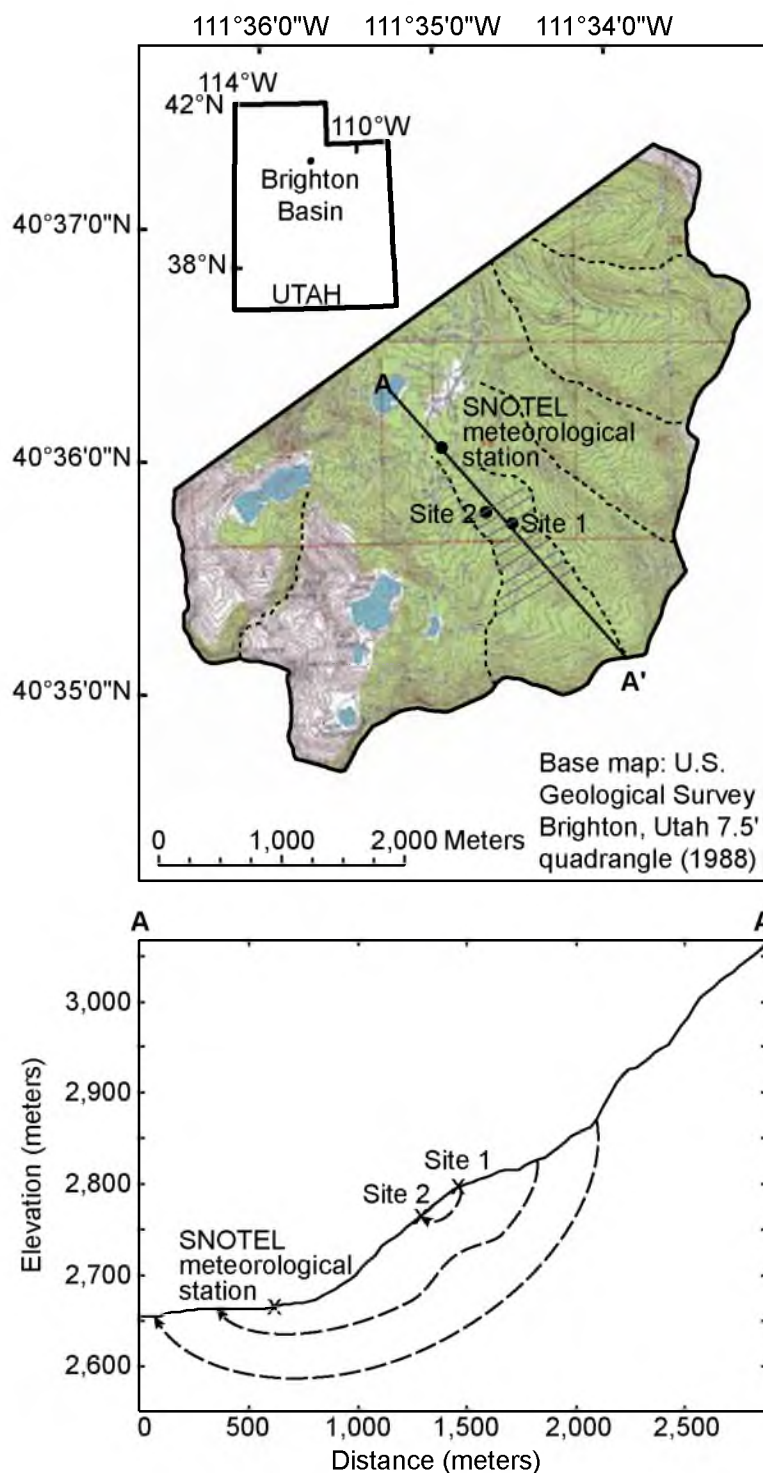 111°36'0"W 111°35'0"W 111°34'0"W
114°W
42°N
110°W
Brighton
Basin
40°37'0"N
38°N
UTAH
A
SNOTEL
meteorological
station
40°36'0"N
Site 2
Site 1
40°35'0"N
A'
Base map: U.S.
Geological Survey
Brighton, Utah 7.5'
quadrangle (1988)
0 1,000 2,000 Meters
A
3,000
2,900
2,800
2,700
2,600
Elevation (meters)
Site 1
Site 2
SNOTEL
meteorological
station
0 500 1,000 1,500 2,000 2,500
Distance (meters)